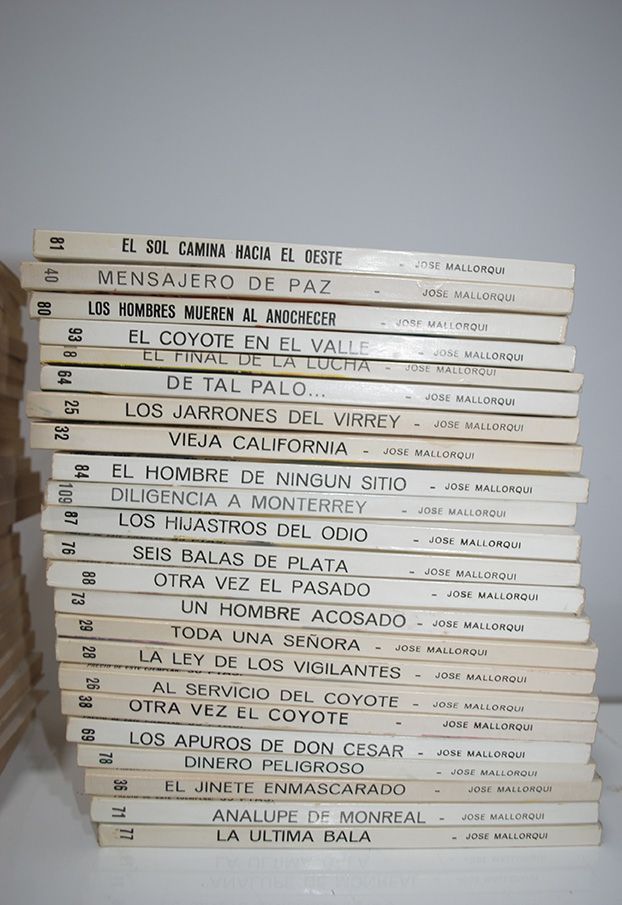 81 EL SOL CAMINA HACIA EL OESTE - JOSE MALLORQUI
40 MENSAJERO DE PAZ - JOSE MALLORQUI
80 LOS HOMBRES MUEREN AL ANOCHECER - JOSE MALLORQUI
93 EL COYOTE EN EL VALLE - JOSE MALLORQUI
8 EL FINAL DE LA LUCHA - JOSE MALLORQUI
64 DE TAL PALO... - JOSE MALLORQUI
25 LOS JARRONES DEL VIRREY - JOSE MALLORQUI
32 VIEJA CALIFORNIA - JOSE MALLORQUI
84 EL HOMBRE DE NINGUN SITIO - JOSE MALLORQUI
109 DILIGENCIA A MONTERREY - JOSE MALLORQUI
87 LOS HIJASTROS DEL ODIO - JOSE MALLORQUI
76 SEIS BALAS DE PLATA - JOSE MALLORQUI
88 OTRA VEZ EL PASADO - JOSE MALLORQUI
73 UN HOMBRE ACOSADO - JOSE MALLORQUI
29 TODA UNA SEÑORA - JOSE MALLORQUI
28 LA LEY DE LOS VIGILANTES - JOSE MALLORQUI
26 AL SERVICIO DEL COYOTE - JOSE MALLORQUI
38 OTRA VEZ EL COYOTE - JOSE MALLORQUI
69 LOS APUROS DE DON CESAR - JOSE MALLORQUI
78 DINERO PELIGROSO - JOSE MALLORQUI
36 EL JINETE ENMASCARADO - JOSE MALLORQUI
71 ANALUPE DE MONREAL - JOSE MALLORQUI
77 LA ULTIMA BALA - JOSE MALLORQUI